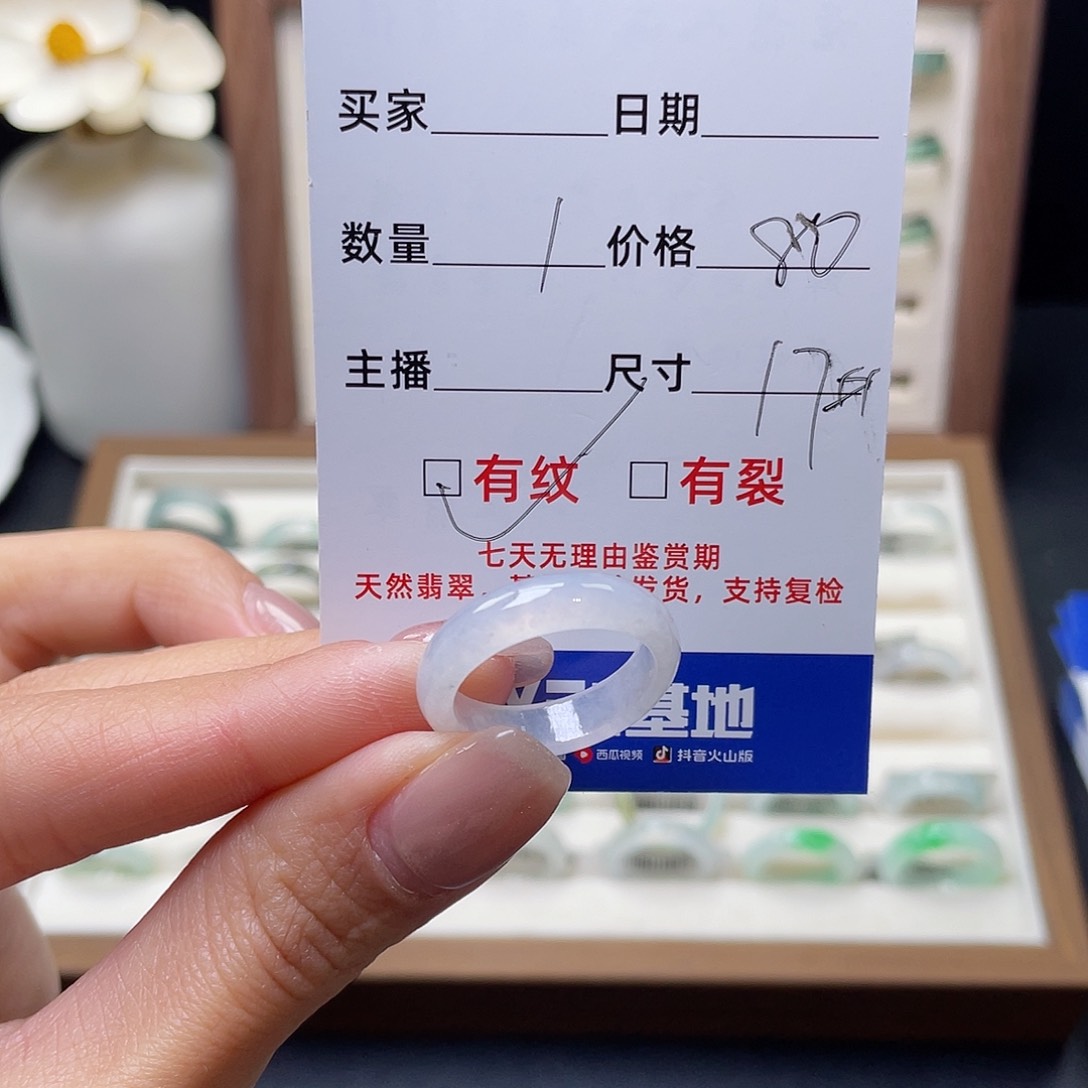 买家 日期
数量 1 价格
主播 尺寸 17
有纹 有裂
七天无理由鉴赏期
天然翡翠, 发货，支持复检
基地
西瓜视频 抖音火山版